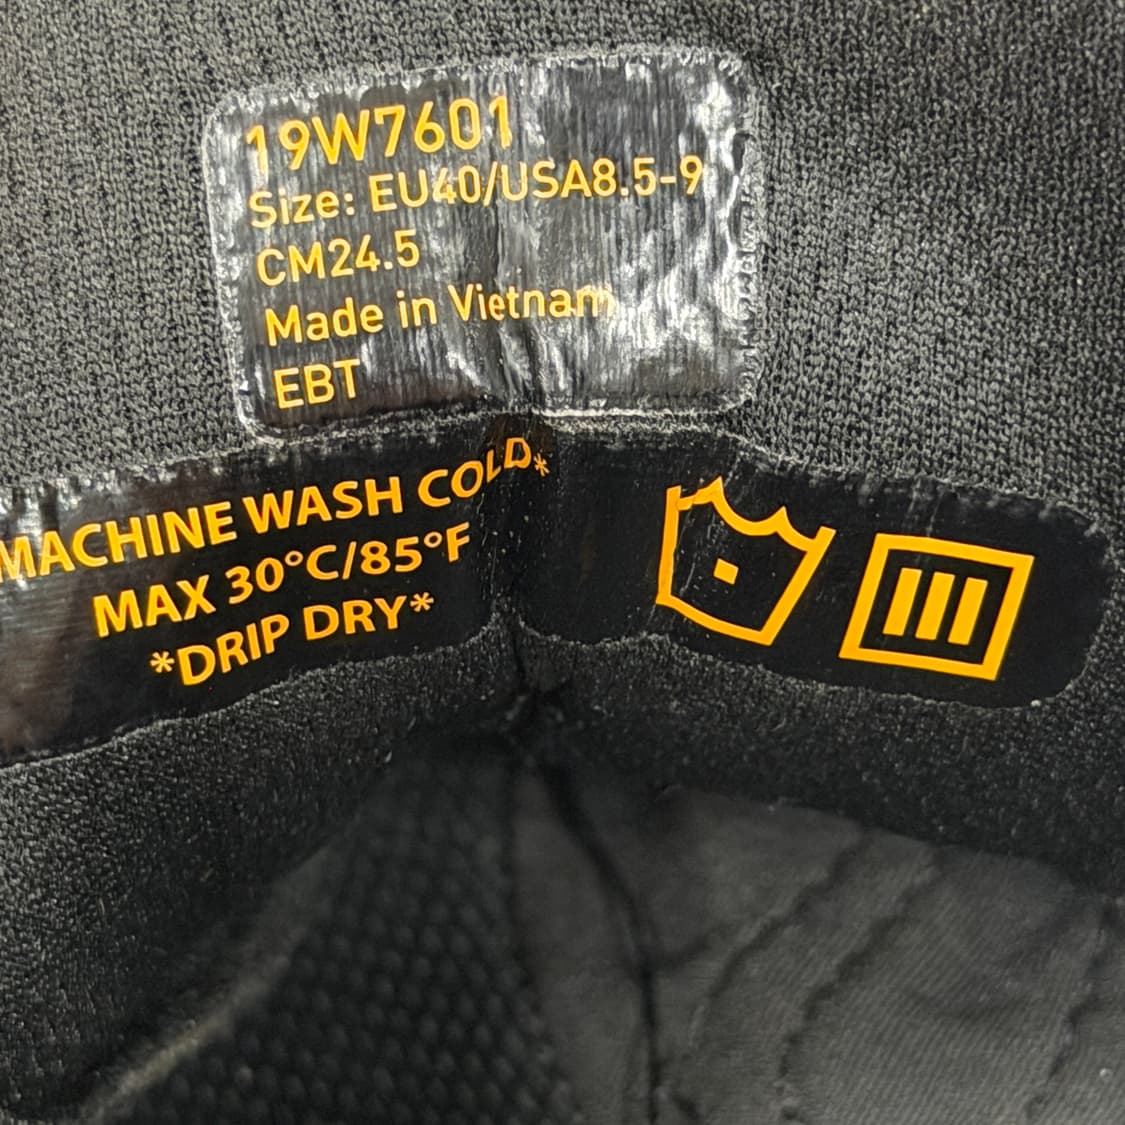 19W7601
Size: EU40/USA8.5-9
CM24.5
Made in Vietnam
EBT
MACHINE WASH COLD*
MAX 30°C/85°F
*DRIP DRY*